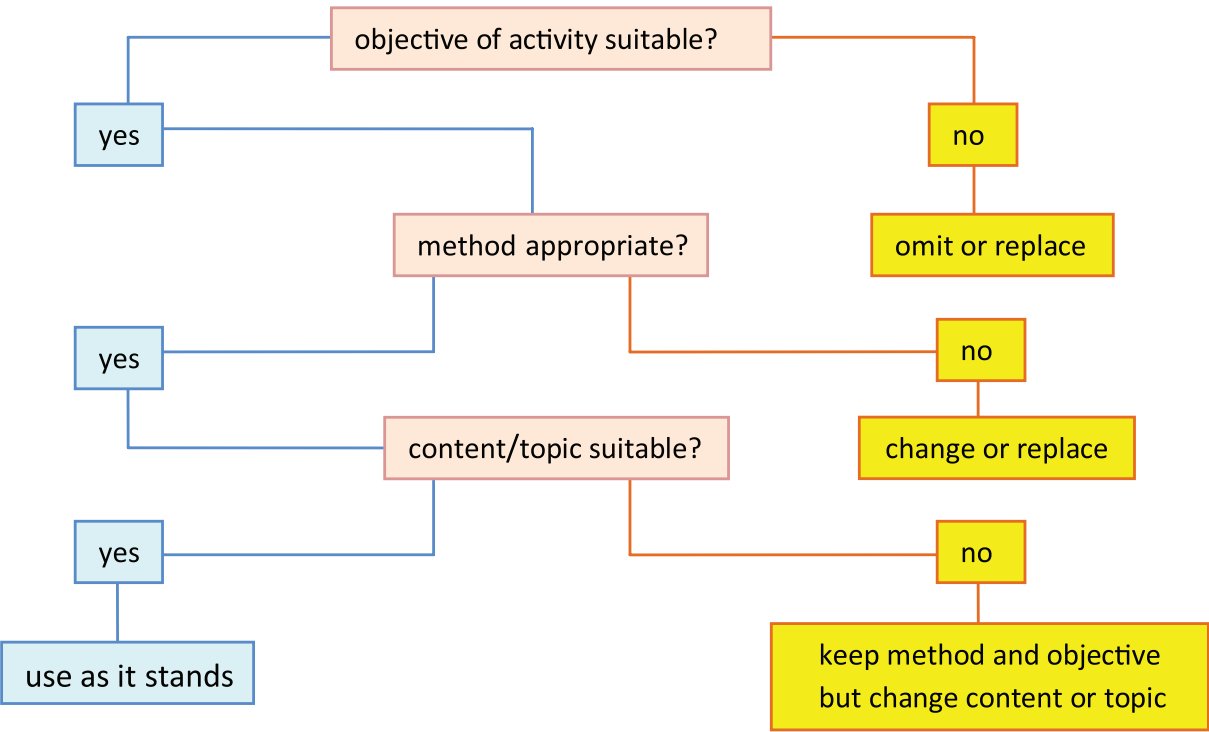 objective of activity suitable?
yes
no
method appropriate?
omit or replace
yes
no
content/topic suitable?
change or replace
yes
no
use as it stands
keep method and objective
but change content or topic